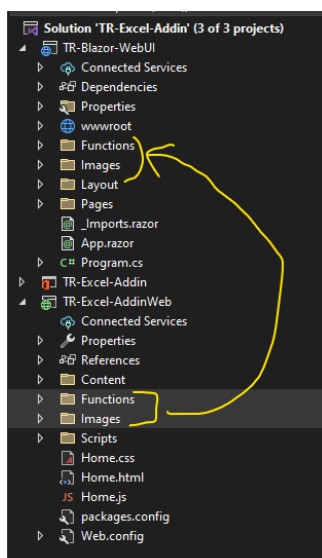 Solution 'TR-Excel-Addin' (3 of 3 projects)
TR-Blazor-WebUI
Connected Services
Dependencies
Properties
wwwroot
Functions
Images
Layout
Pages
_Imports.razor
App.razor
C# Program.cs
TR-Excel-Addin
TR-Excel-AddinWeb
Connected Services
Properties
References
Content
Functions
Images
Scripts
Home.css
Home.html
JS Home.js
packages.config
Web.config